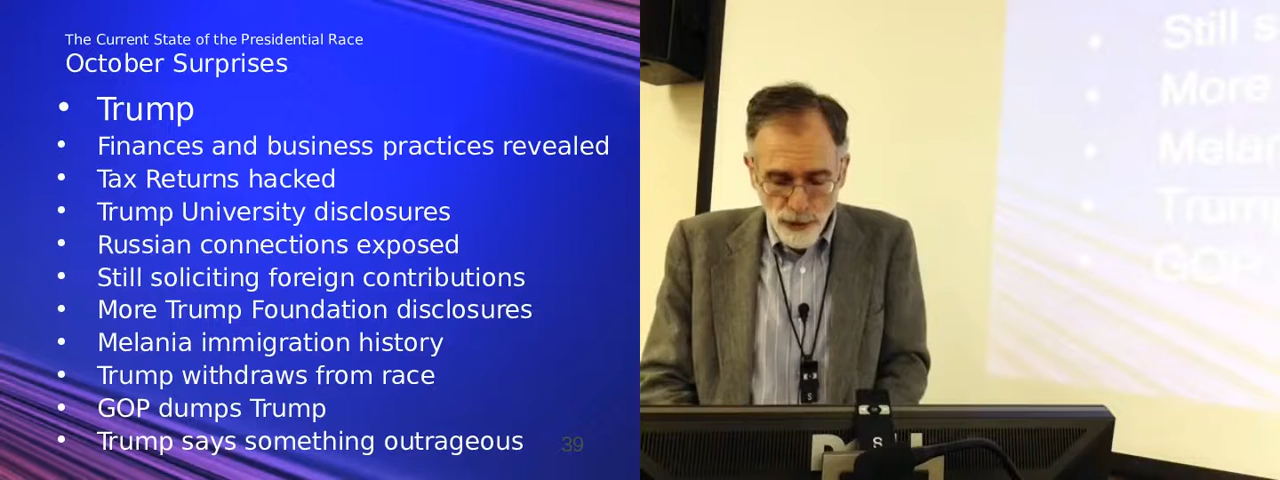 The Current State of the Presidential Race
October Surprises
• Trump
• Finances and business practices revealed
• Tax Returns hacked
• Trump University disclosures
• Russian connections exposed
• Still soliciting foreign contributions
• More Trump Foundation disclosures
• Melania immigration history
• Trump withdraws from race
• GOP dumps Trump
• Trump says something outrageous
39
• Still s
• More
• Melan
• Trump
• GOP
S
S